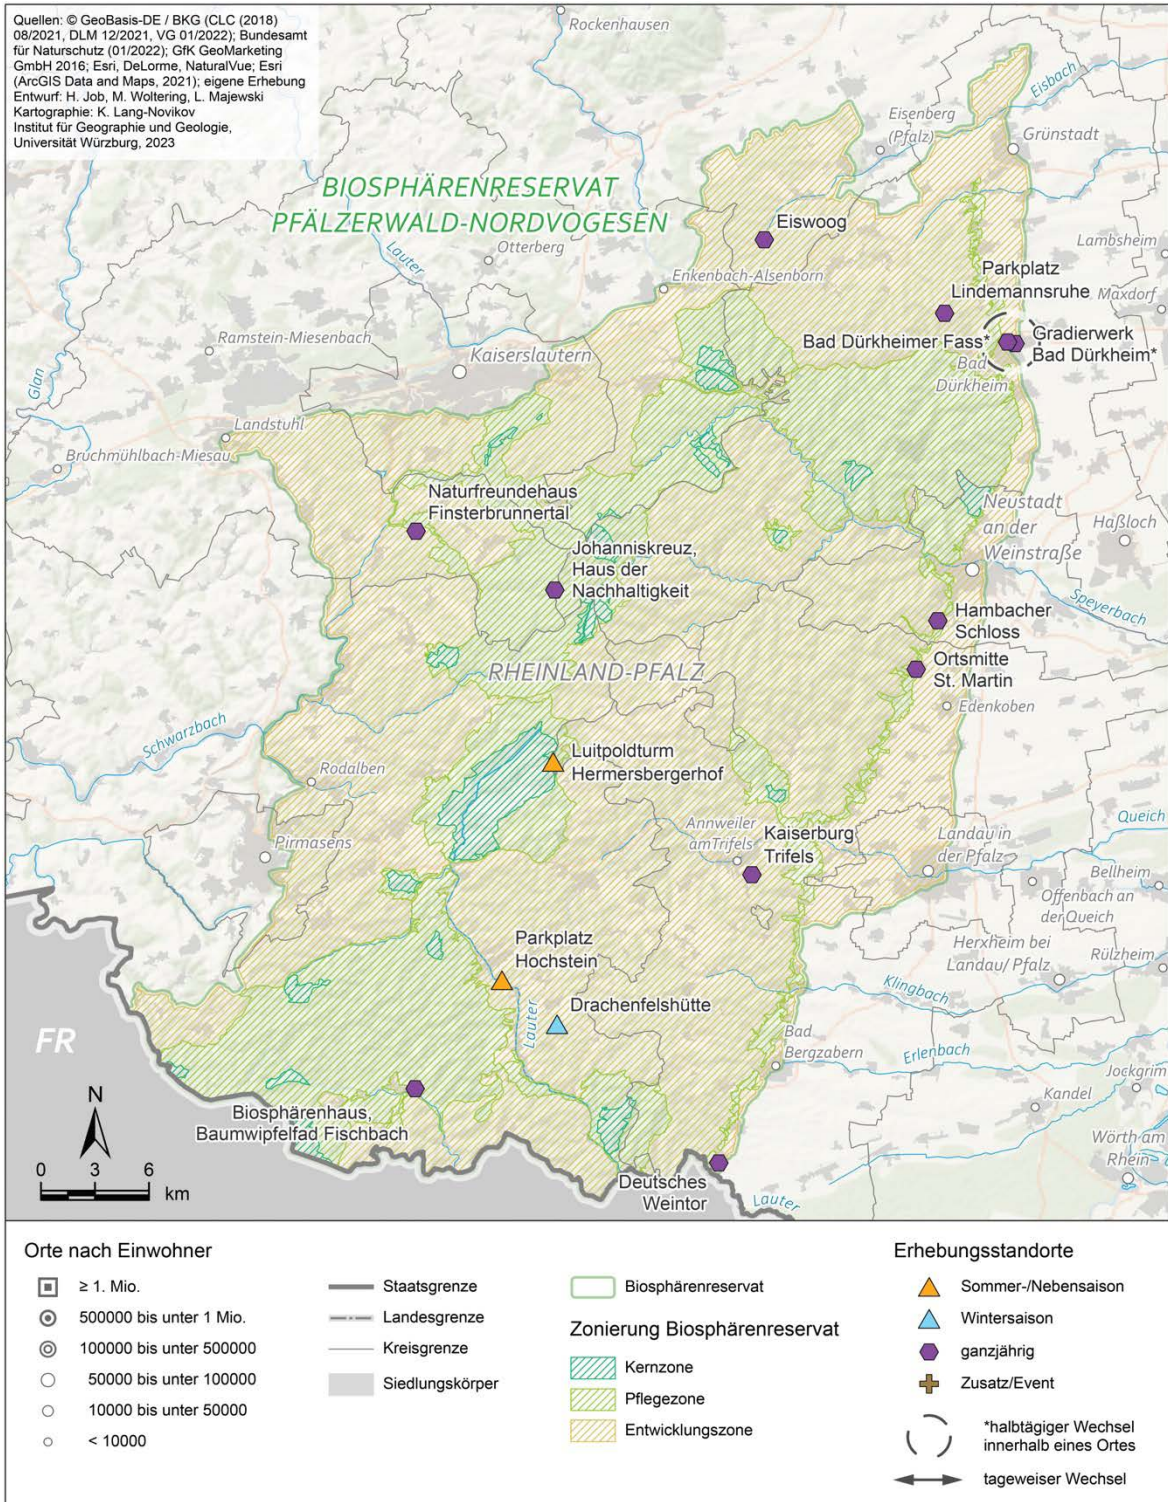 Quellen: © GeoBasis-DE / BKG (CLC (2018)
08/2021, DLM 12/2021, VG 01/2022); Bundesamt
für Naturschutz (01/2022); GfK GeoMarketing
GmbH 2016; Esri, DeLorme, NaturalVue; Esri
(ArcGIS Data and Maps, 2021); eigene Erhebung
Entwurf: H. Job, M. Woltering, L. Majewski
Kartographie: K. Lang-Novikov
Institut für Geographie und Geologie,
Universität Würzburg, 2023
Rockenhausen
Eisbach
Eisenberg
(Pfalz)
Grünstadt
BIOSPHÄRENRESERVAT
PFÄLZERWALD-NORDVOGESEN
Lauter
Otterberg
Eiswoog
Lambsheim
Enkenbach-Alsenborn
Parkplatz
Lindemannsruhe
Maxdorf
Ramstein-Miesenbach
Kaiserslautern
Bad Dürkheimer Fass*
Gradierwerk
Bad Dürkheim*
Bad
Dürkheim
Glan
Landstuhl
Bruchmühlbach-Miesau
Naturfreundehaus
Finsterbrunnertal
Neustadt
an der
Weinstraße
Haßloch
Johanniskreuz,
Haus der
Nachhaltigkeit
Speyerbach
Hambacher
Schloss
RHEINLAND-PFALZ
Ortsmitte
St. Martin
Edenkoben
Schwarzbach
Luitpoldturm
Hermersbergerhof
Rodalben
Pirmasens
Annweiler
amTrifels
Kaiserburg
Trifels
Landau in
der Pfalz
Queich
Bellheim
Offenbach an
der Queich
Parkplatz
Hochstein
Herxheim bei
Landau/ Pfalz
Rülzheim
Klingbach
Drachenfelshütte
Lauter
FR
Bad
Bergzabern
Erlenbach
Jockgrim
Kandel
Biosphärenhaus,
Baumwipfelfad Fischbach
Wörth am
Rhein
Deutsches
Weintor
Lauter
N
0 3 6
km
Orte nach Einwohner
≥ 1. Mio.
500000 bis unter 1 Mio.
100000 bis unter 500000
50000 bis unter 100000
10000 bis unter 50000
< 10000
Staatsgrenze
Landesgrenze
Kreisgrenze
Siedlungskörper
Biosphärenreservat
Zonierung Biosphärenreservat
Kernzone
Pflegezone
Entwicklungszone
Erhebungsstandorte
Sommer-/Nebensaison
Wintersaison
ganzjährig
Zusatz/Event
*halbtägiger Wechsel
innerhalb eines Ortes
tageweiser Wechsel